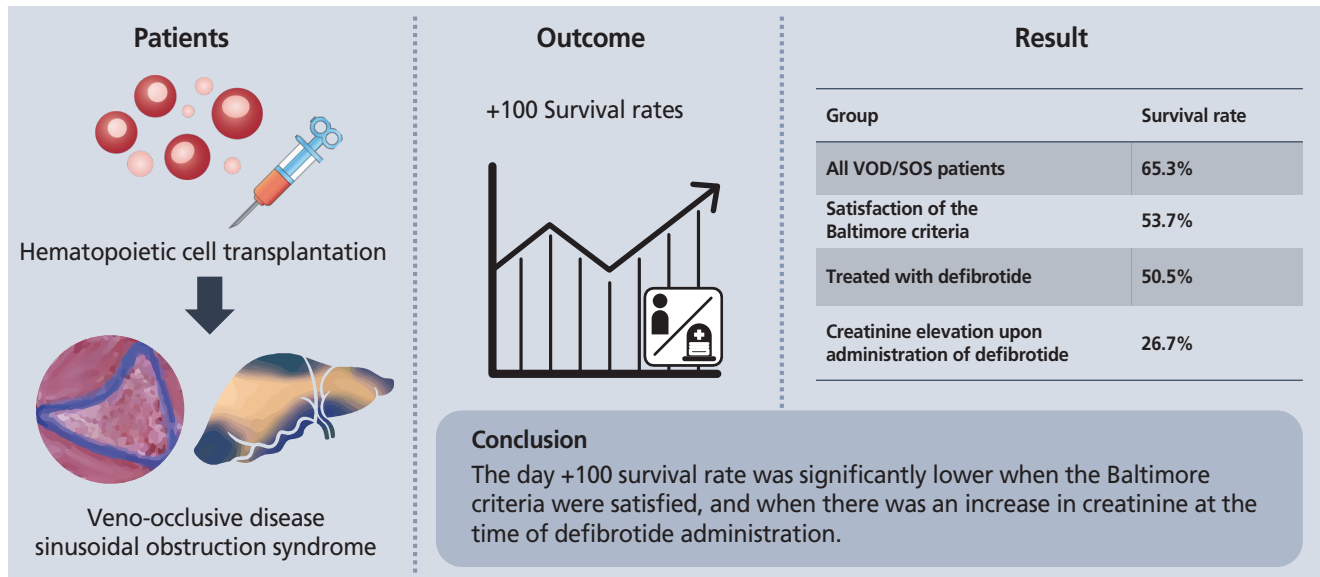 Patients
Hematopoietic cell transplantation
Veno-occlusive disease
sinusoidal obstruction syndrome
Outcome
+100 Survival rates
Result
Group Survival rate
All VOD/SOS patients 65.3%
Satisfaction of the
Baltimore criteria 53.7%
Treated with defibrotide 50.5%
Creatinine elevation upon
administration of defibrotide 26.7%
Conclusion
The day +100 survival rate was significantly lower when the Baltimore
criteria were satisfied, and when there was an increase in creatinine at the
time of defibrotide administration.